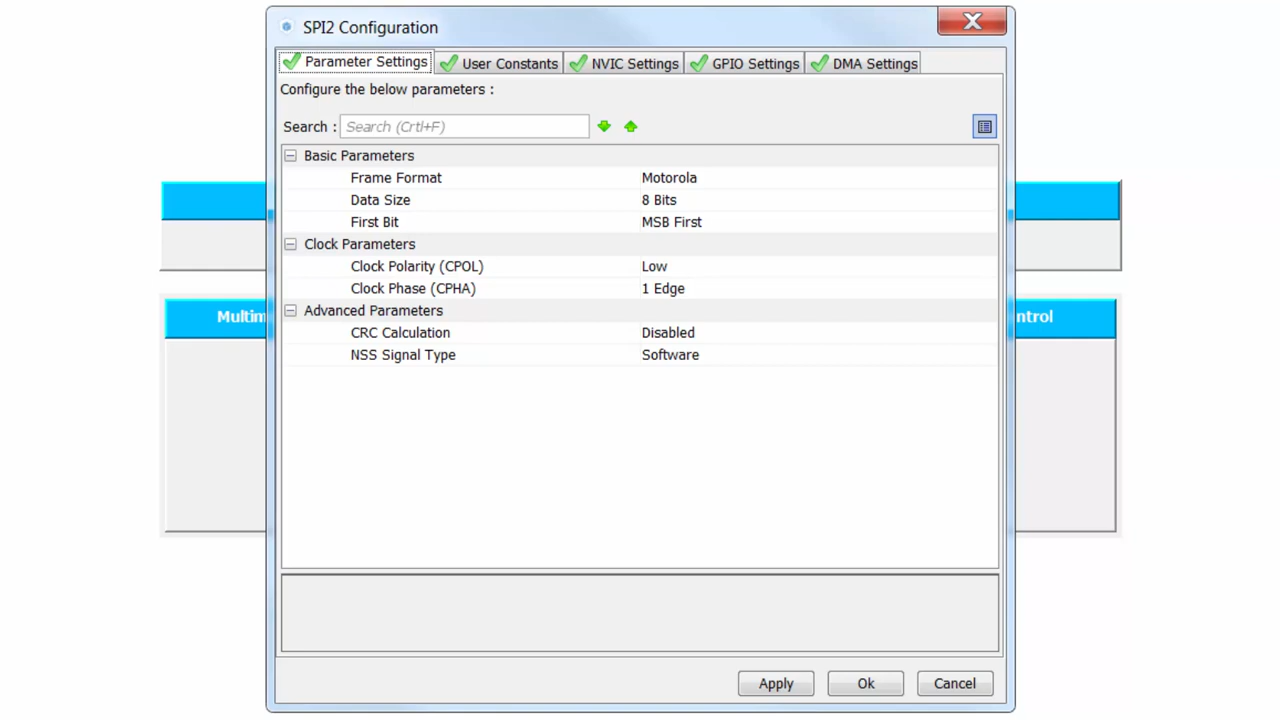 SPI2 Configuration
Parameter Settings
User Constants
NVIC Settings
GPIO Settings
DMA Settings
Configure the below parameters :
Search : Search (Crtl+F)
Basic Parameters
Frame Format Motorola
Data Size 8 Bits
First Bit MSB First
Clock Parameters
Clock Polarity (CPOL) Low
Clock Phase (CPHA) 1 Edge
Advanced Parameters
CRC Calculation Disabled
NSS Signal Type Software
Multim
ntrol
Apply
Ok
Cancel